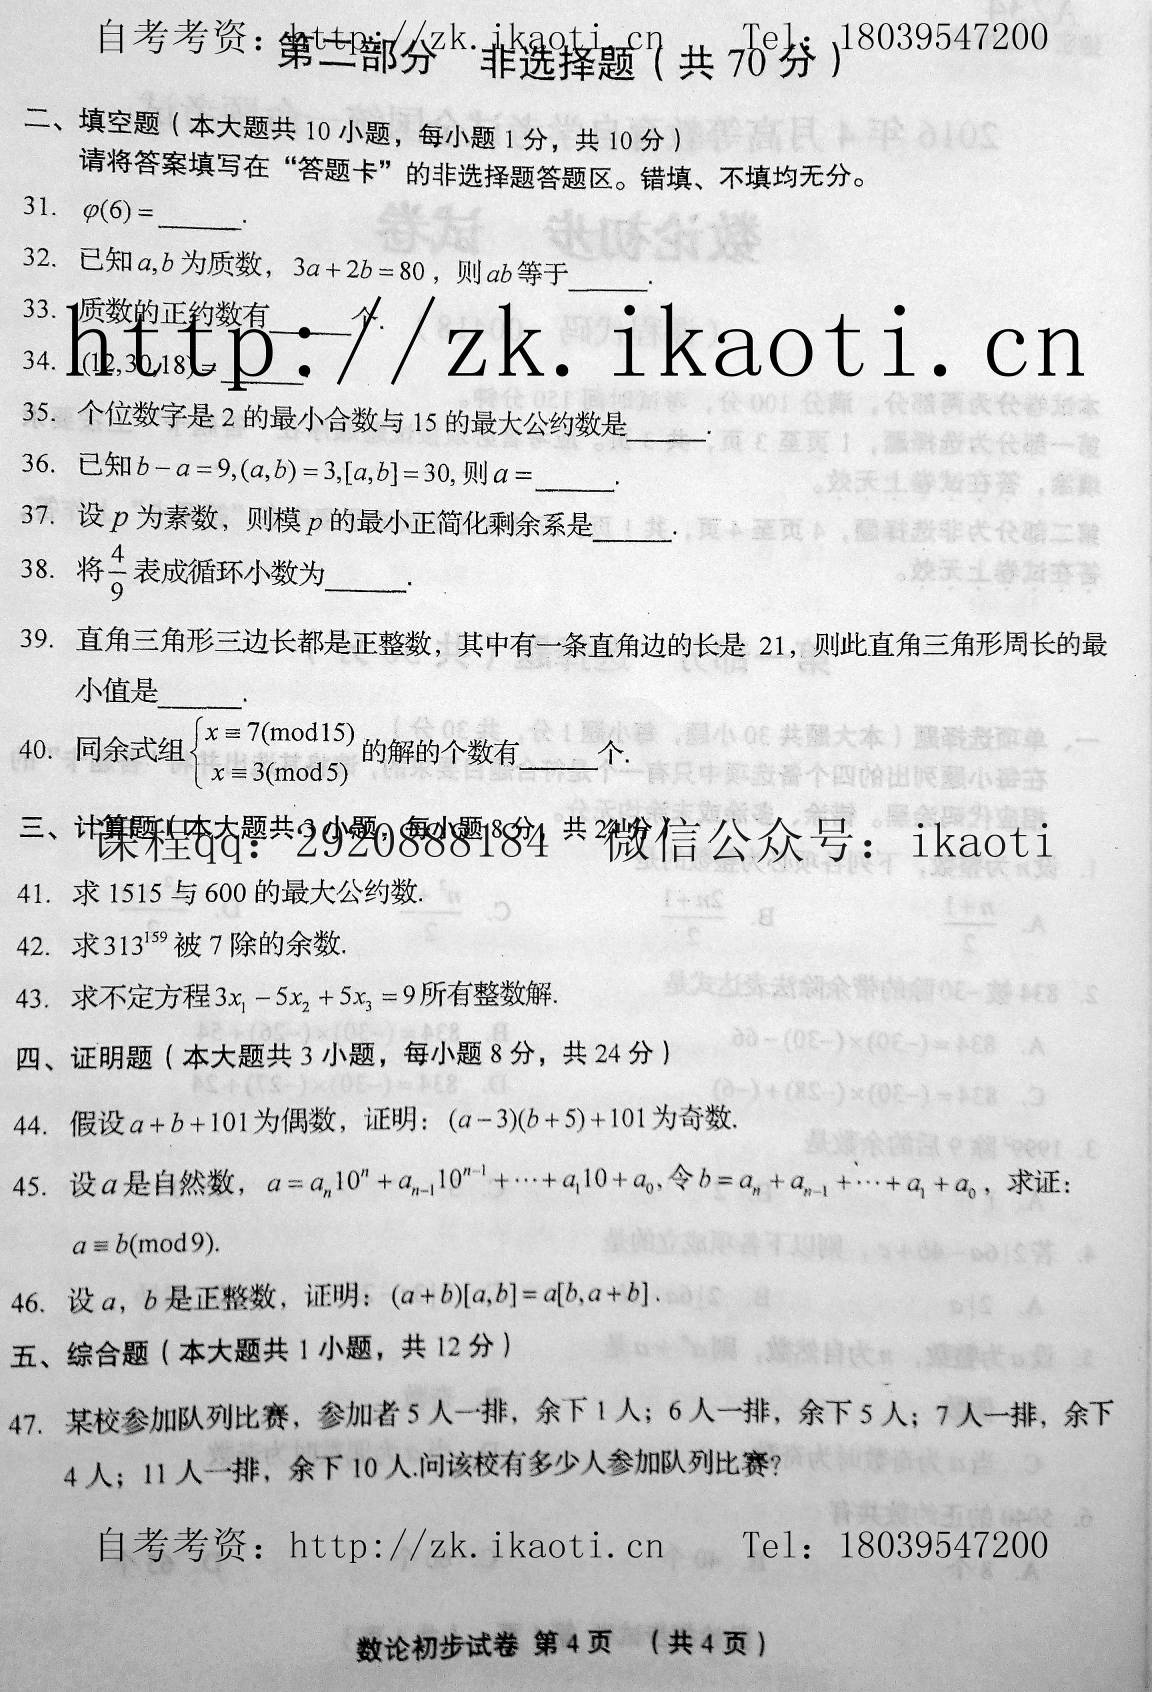 自考考资：http://zk.ikaoti.cn Tel：18039547200
第二部分 非选择题（共 70 分）
二、填空题（本大题共 10 小题，每小题 1 分，共 10 分）
请将答案填写在“答题卡”的非选择题答题区。错填、不填均无分。
31. φ(6) = ______.
32. 已知 a,b 为质数，3a + 2b = 80，则 ab 等于______.
33. 质数的正约数有______个.
34. (12,30,18) = ______.
http://zk.ikaoti.cn
35. 个位数字是 2 的最小合数与 15 的最大公约数是______.
36. 已知 b − a = 9,(a,b) = 3,[a,b] = 30, 则 a = ______.
37. 设 p 为素数，则模 p 的最小正简化剩余系是______.
38. 将 4/9 表成循环小数为______.
39. 直角三角形三边长都是正整数，其中有一条直角边的长是 21，则此直角三角形周长的最
小值是______.
40. 同余式组 { x ≡ 7(mod15) x ≡ 3(mod5) 的解的个数有______个.
三、计算题（本大题共 3 小题，每小题 8 分，共 24 分）
课程qq：2920888184 微信公众号：ikaoti
41. 求 1515 与 600 的最大公约数.
42. 求 313¹⁵⁹ 被 7 除的余数.
43. 求不定方程 3x₁ − 5x₂ + 5x₃ = 9 所有整数解.
四、证明题（本大题共 3 小题，每小题 8 分，共 24 分）
44. 假设 a + b + 101 为偶数，证明：(a − 3)(b + 5) + 101 为奇数.
45. 设 a 是自然数，a = aₙ10ⁿ + aₙ₋₁10ⁿ⁻¹ + ⋯ + a₁10 + a₀, 令 b = aₙ + aₙ₋₁ + ⋯ + a₁ + a₀，求证：
a ≡ b(mod9).
46. 设 a，b 是正整数，证明：(a + b)[a,b] = a[b,a + b].
五、综合题（本大题共 1 小题，共 12 分）
47. 某校参加队列比赛，参加者 5 人一排，余下 1 人；6 人一排，余下 5 人；7 人一排，余下
4 人；11 人一排，余下 10 人.问该校有多少人参加队列比赛?
自考考资：http://zk.ikaoti.cn Tel：18039547200
数论初步试卷 第 4 页 （共 4 页）